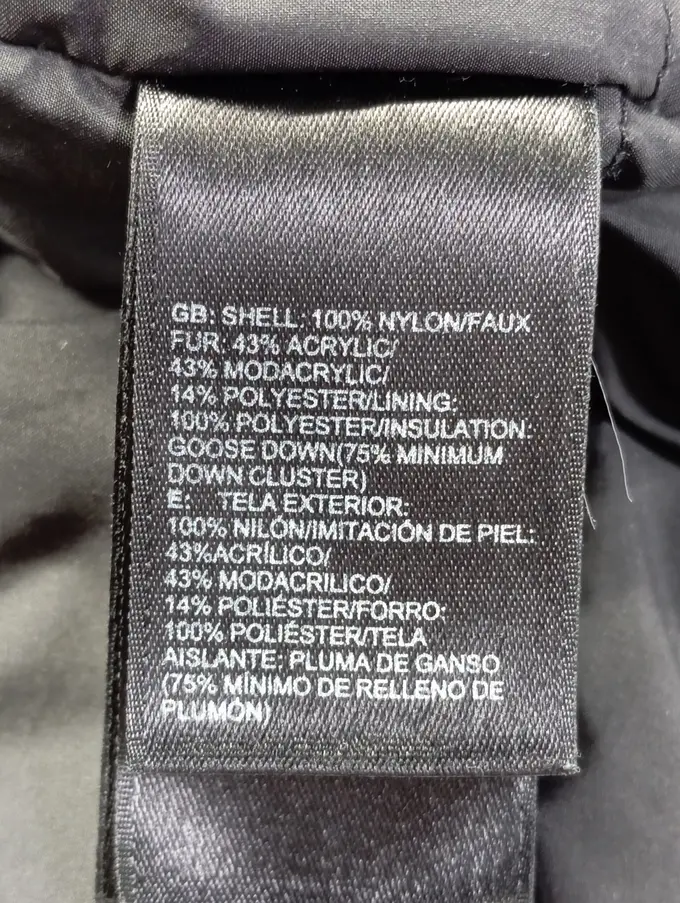 GB: SHELL: 100% NYLON/FAUX
FUR: 43% ACRYLIC/
43% MODACRYLIC/
14% POLYESTER/LINING:
100% POLYESTER/INSULATION:
GOOSE DOWN(75% MINIMUM
DOWN CLUSTER)
E: TELA EXTERIOR:
100% NILÓN/IMITACIÓN DE PIEL:
43%ACRÍLICO/
43% MODACRILICO/
14% POLIÉSTER/FORRO:
100% POLIÉSTER/TELA
AISLANTE: PLUMA DE GANSO
(75% MÍNIMO DE RELLENO DE
PLUMÓN)